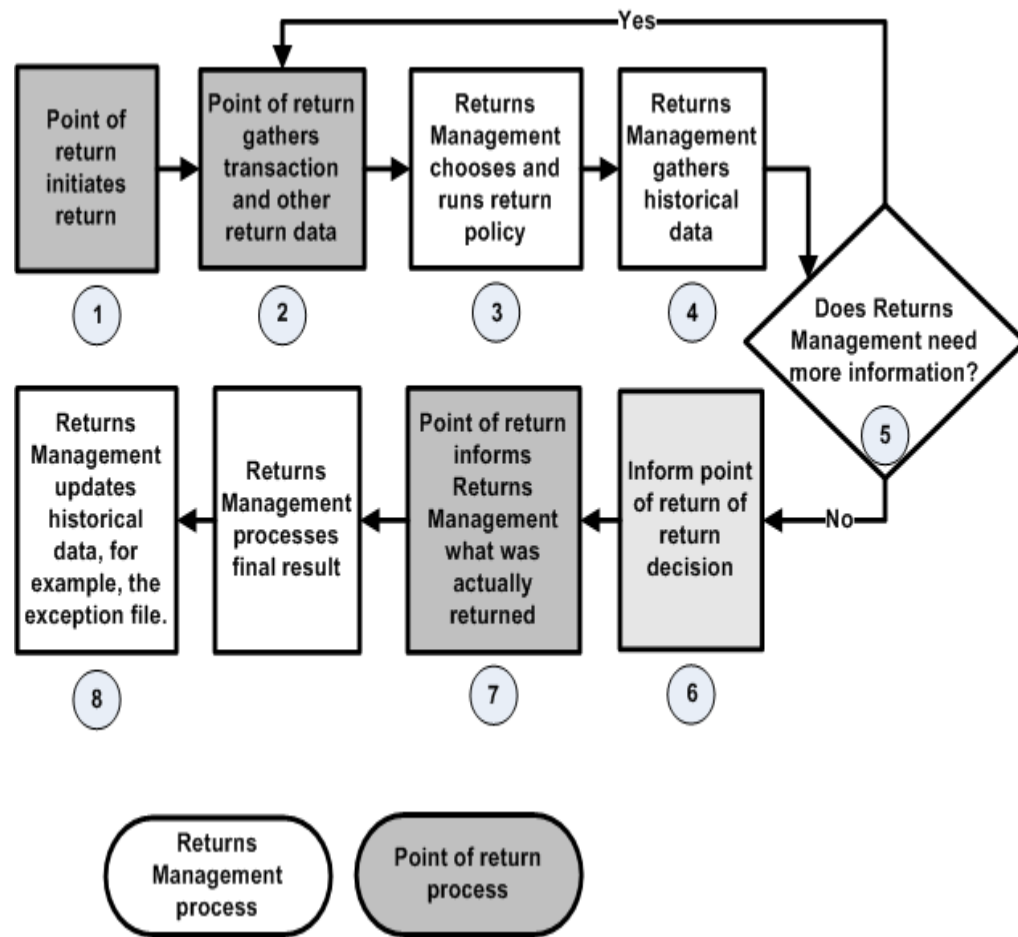 Yes
Point of
return
initiates
return
Point of return
gathers
transaction
and other
return data
Returns
Management
chooses and
runs return
policy
Returns
Management
gathers
historical
data
1
2
3
4
Does Returns
Management need
more information?
5
No
Inform point
of return of
return
decision
6
Point of return
informs
Returns
Management
what was
actually
returned
7
Returns
Management
processes
final result
Returns
Management
updates
historical
data, for
example, the
exception file.
8
Returns
Management
process
Point of return
process